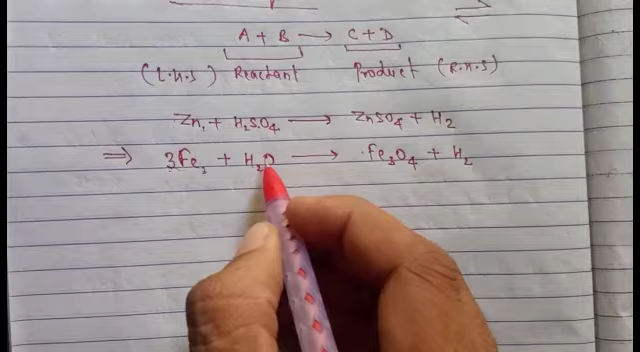 A + B → C + D
(L.H.S) Reactant Product (R.H.S)
Zn + H₂SO₄ → ZnSO₄ + H₂
⇒ 3Fe + H₂O → Fe₃O₄ + H₂